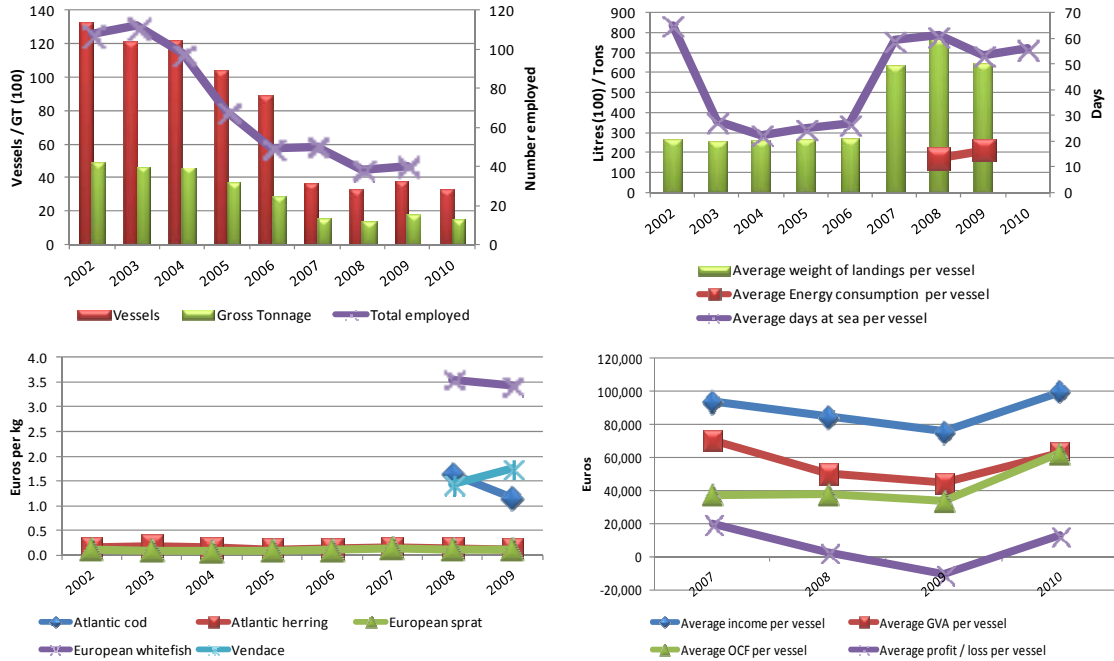 140
120
100
80
60
40
20
0
Vessels / GT (100)
120
100
80
60
40
20
0
Number employed
2002 2003 2004 2005 2006 2007 2008 2009 2010
Vessels Gross Tonnage Total employed
900
800
700
600
500
400
300
200
100
0
Litres (100) / Tons
70
60
50
40
30
20
10
0
Days
2002 2003 2004 2005 2006 2007 2008 2009 2010
Average weight of landings per vessel
Average Energy consumption per vessel
Average days at sea per vessel
4.0
3.5
3.0
2.5
2.0
1.5
1.0
0.5
0.0
Euros per kg
2002 2003 2004 2005 2006 2007 2008 2009
Atlantic cod Atlantic herring European sprat
European whitefish Vendace
120,000
100,000
80,000
60,000
40,000
20,000
0
-20,000
Euros
2007 2008 2009 2010
Average income per vessel Average GVA per vessel
Average OCF per vessel Average profit / loss per vessel